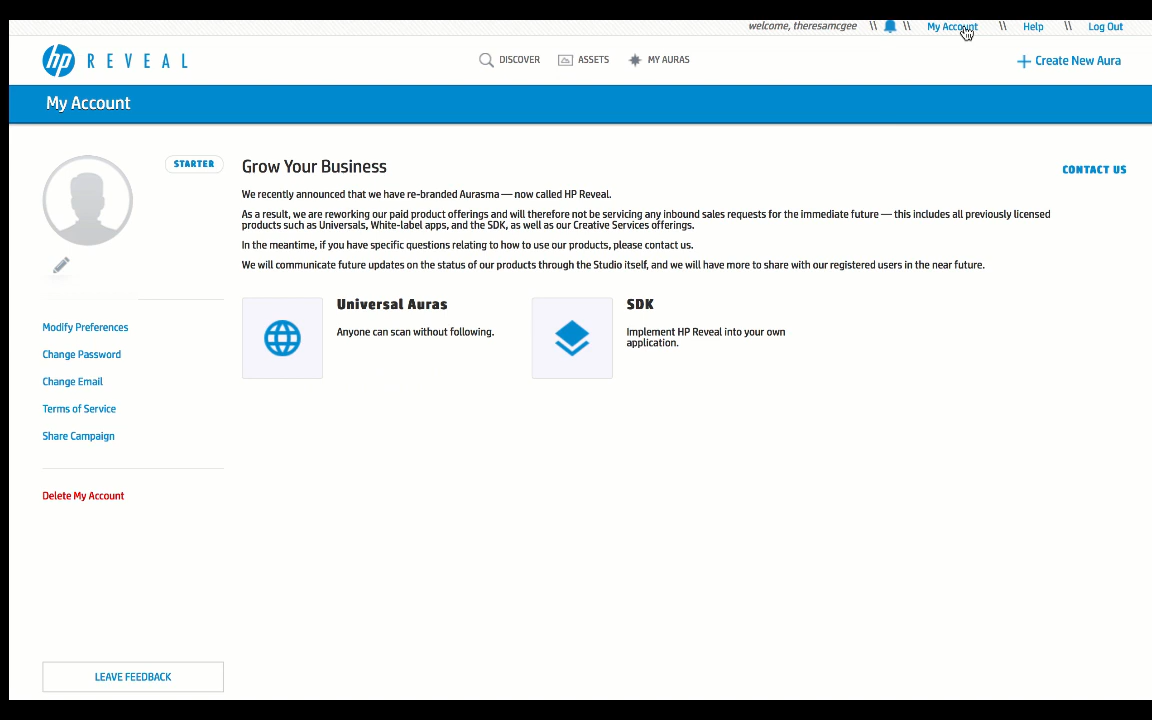 welcome, theresamcgee \\ \\ My Account \\ Help \\ Log Out
hp REVEAL DISCOVER ASSETS MY AURAS + Create New Aura
My Account
STARTER
Grow Your Business
CONTACT US
We recently announced that we have re-branded Aurasma — now called HP Reveal.
As a result, we are reworking our paid product offerings and will therefore not be servicing any inbound sales requests for the immediate future — this includes all previously licensed
products such as Universals, White-label apps, and the SDK, as well as our Creative Services offerings.
In the meantime, if you have specific questions relating to how to use our products, please contact us.
We will communicate future updates on the status of our products through the Studio itself, and we will have more to share with our registered users in the near future.
Universal Auras
Anyone can scan without following.
SDK
Implement HP Reveal into your own
application.
Modify Preferences
Change Password
Change Email
Terms of Service
Share Campaign
Delete My Account
LEAVE FEEDBACK